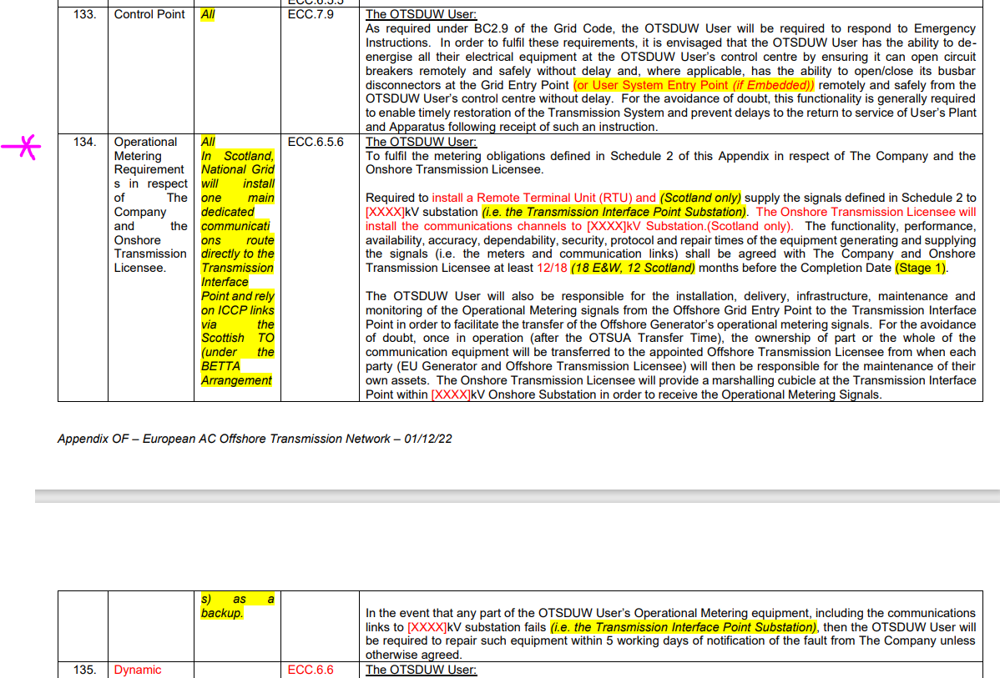 ECC.6.5.5
133. Control Point All ECC.7.9 The OTSDUW User:
As required under BC2.9 of the Grid Code, the OTSDUW User will be required to respond to Emergency
Instructions. In order to fulfil these requirements, it is envisaged that the OTSDUW User has the ability to de-
energise all their electrical equipment at the OTSDUW User's control centre by ensuring it can open circuit
breakers remotely and safely without delay and, where applicable, has the ability to open/close its busbar
disconnectors at the Grid Entry Point (or User System Entry Point (if Embedded)) remotely and safely from the
OTSDUW User's control centre without delay. For the avoidance of doubt, this functionality is generally required
to enable timely restoration of the Transmission System and prevent delays to the return to service of User's Plant
and Apparatus following receipt of such an instruction.
134.
Operational
Metering
Requirement
s in respect
of The
Company
and the
Onshore
Transmission
Licensee.
All
In Scotland,
National Grid
will install
one main
dedicated
communicati
ons route
directly to the
Transmission
Interface
Point and rely
on ICCP links
via the
Scottish TO
(under the
BETTA
Arrangement
ECC.6.5.6
The OTSDUW User:
To fulfil the metering obligations defined in Schedule 2 of this Appendix in respect of The Company and the
Onshore Transmission Licensee.
Required to install a Remote Terminal Unit (RTU) and (Scotland only) supply the signals defined in Schedule 2 to
[XXXX]kV substation (i.e. the Transmission Interface Point Substation). The Onshore Transmission Licensee will
install the communications channels to [XXXX]kV Substation.(Scotland only). The functionality, performance,
availability, accuracy, dependability, security, protocol and repair times of the equipment generating and supplying
the signals (i.e. the meters and communication links) shall be agreed with The Company and Onshore
Transmission Licensee at least 12/18 (18 E&W, 12 Scotland) months before the Completion Date (Stage 1).
The OTSDUW User will also be responsible for the installation, delivery, infrastructure, maintenance and
monitoring of the Operational Metering signals from the Offshore Grid Entry Point to the Transmission Interface
Point in order to facilitate the transfer of the Offshore Generator's operational metering signals. For the avoidance
of doubt, once in operation (after the OTSUA Transfer Time), the ownership of part or the whole of the
communication equipment will be transferred to the appointed Offshore Transmission Licensee from when each
party (EU Generator and Offshore Transmission Licensee) will then be responsible for the maintenance of their
own assets. The Onshore Transmission Licensee will provide a marshalling cubicle at the Transmission Interface
Point within [XXXX]kV Onshore Substation in order to receive the Operational Metering Signals.
Appendix OF – European AC Offshore Transmission Network – 01/12/22
s) as a
backup.
In the event that any part of the OTSDUW User's Operational Metering equipment, including the communications
links to [XXXX]kV substation fails (i.e. the Transmission Interface Point Substation), then the OTSDUW User will
be required to repair such equipment within 5 working days of notification of the fault from The Company unless
otherwise agreed.
135. Dynamic ECC.6.6 The OTSDUW User: